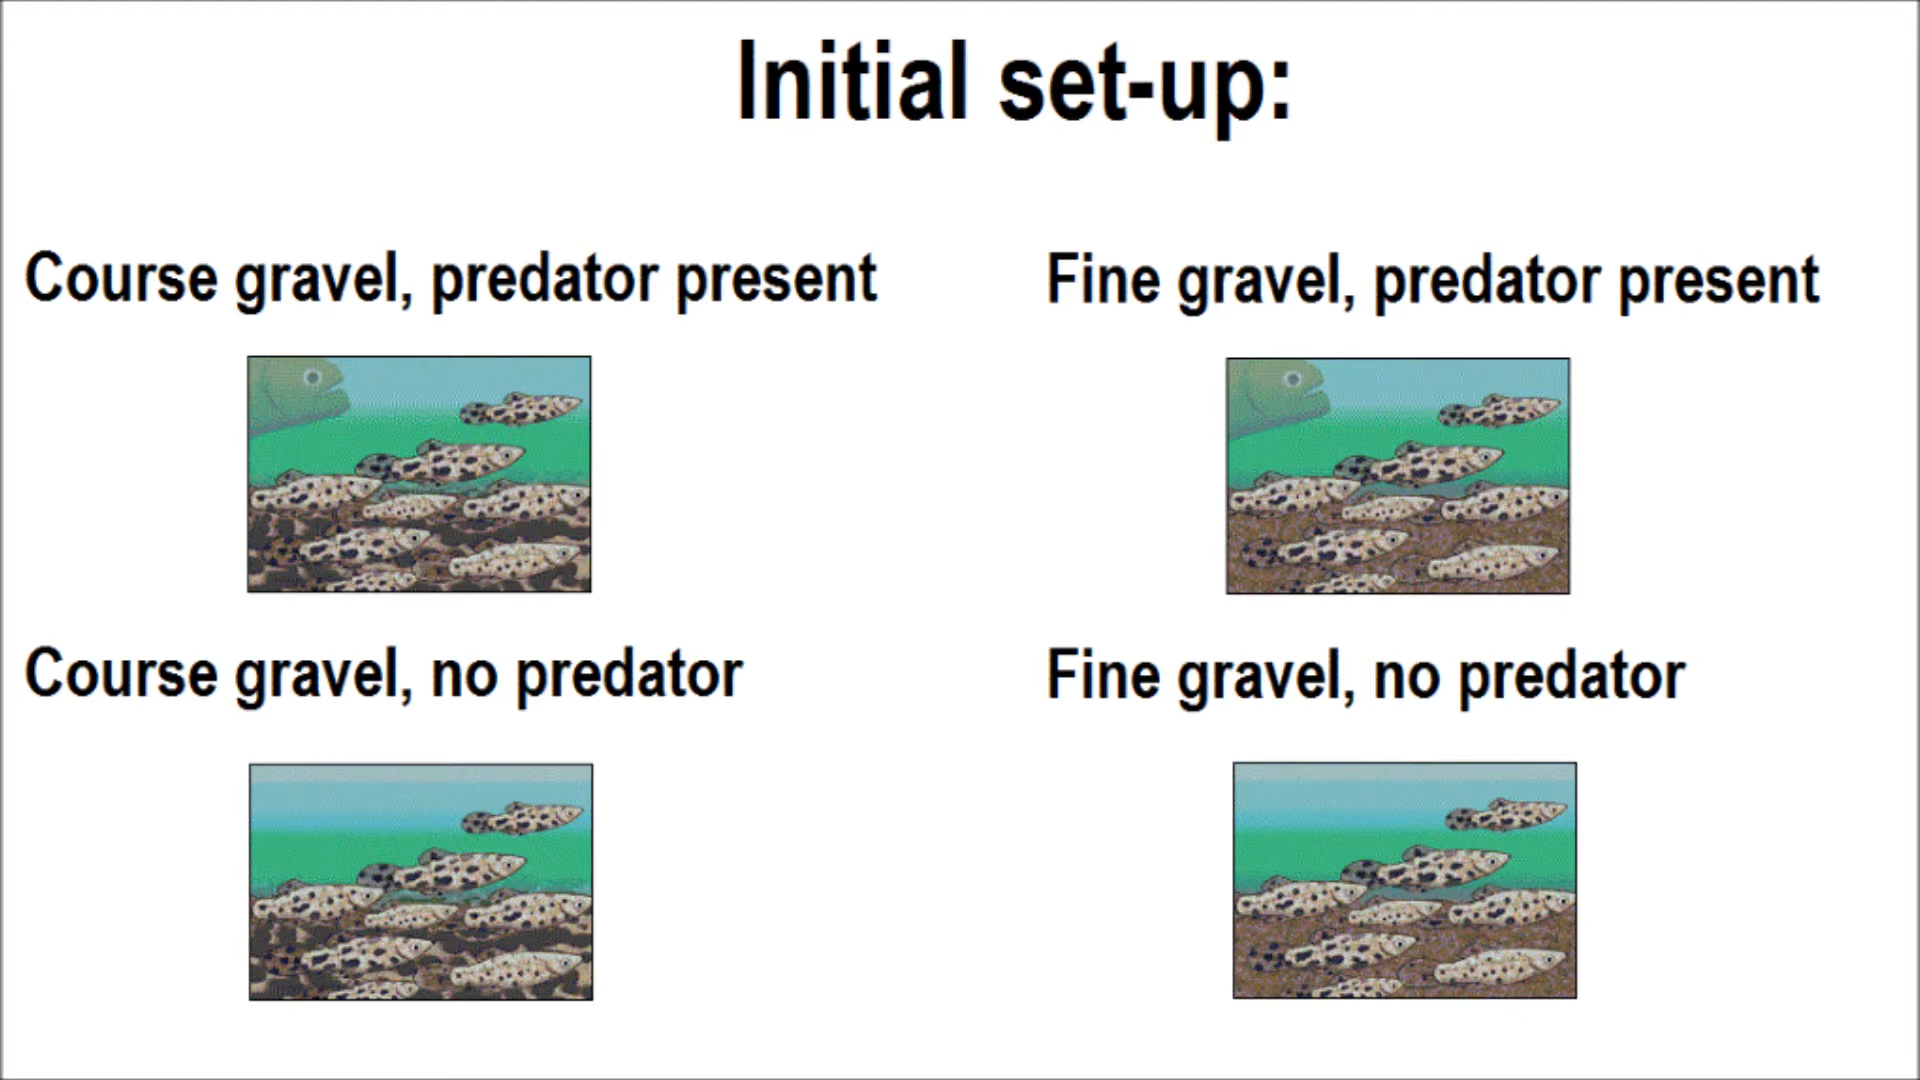 Initial set-up:
Course gravel, predator present
Fine gravel, predator present
Course gravel, no predator
Fine gravel, no predator